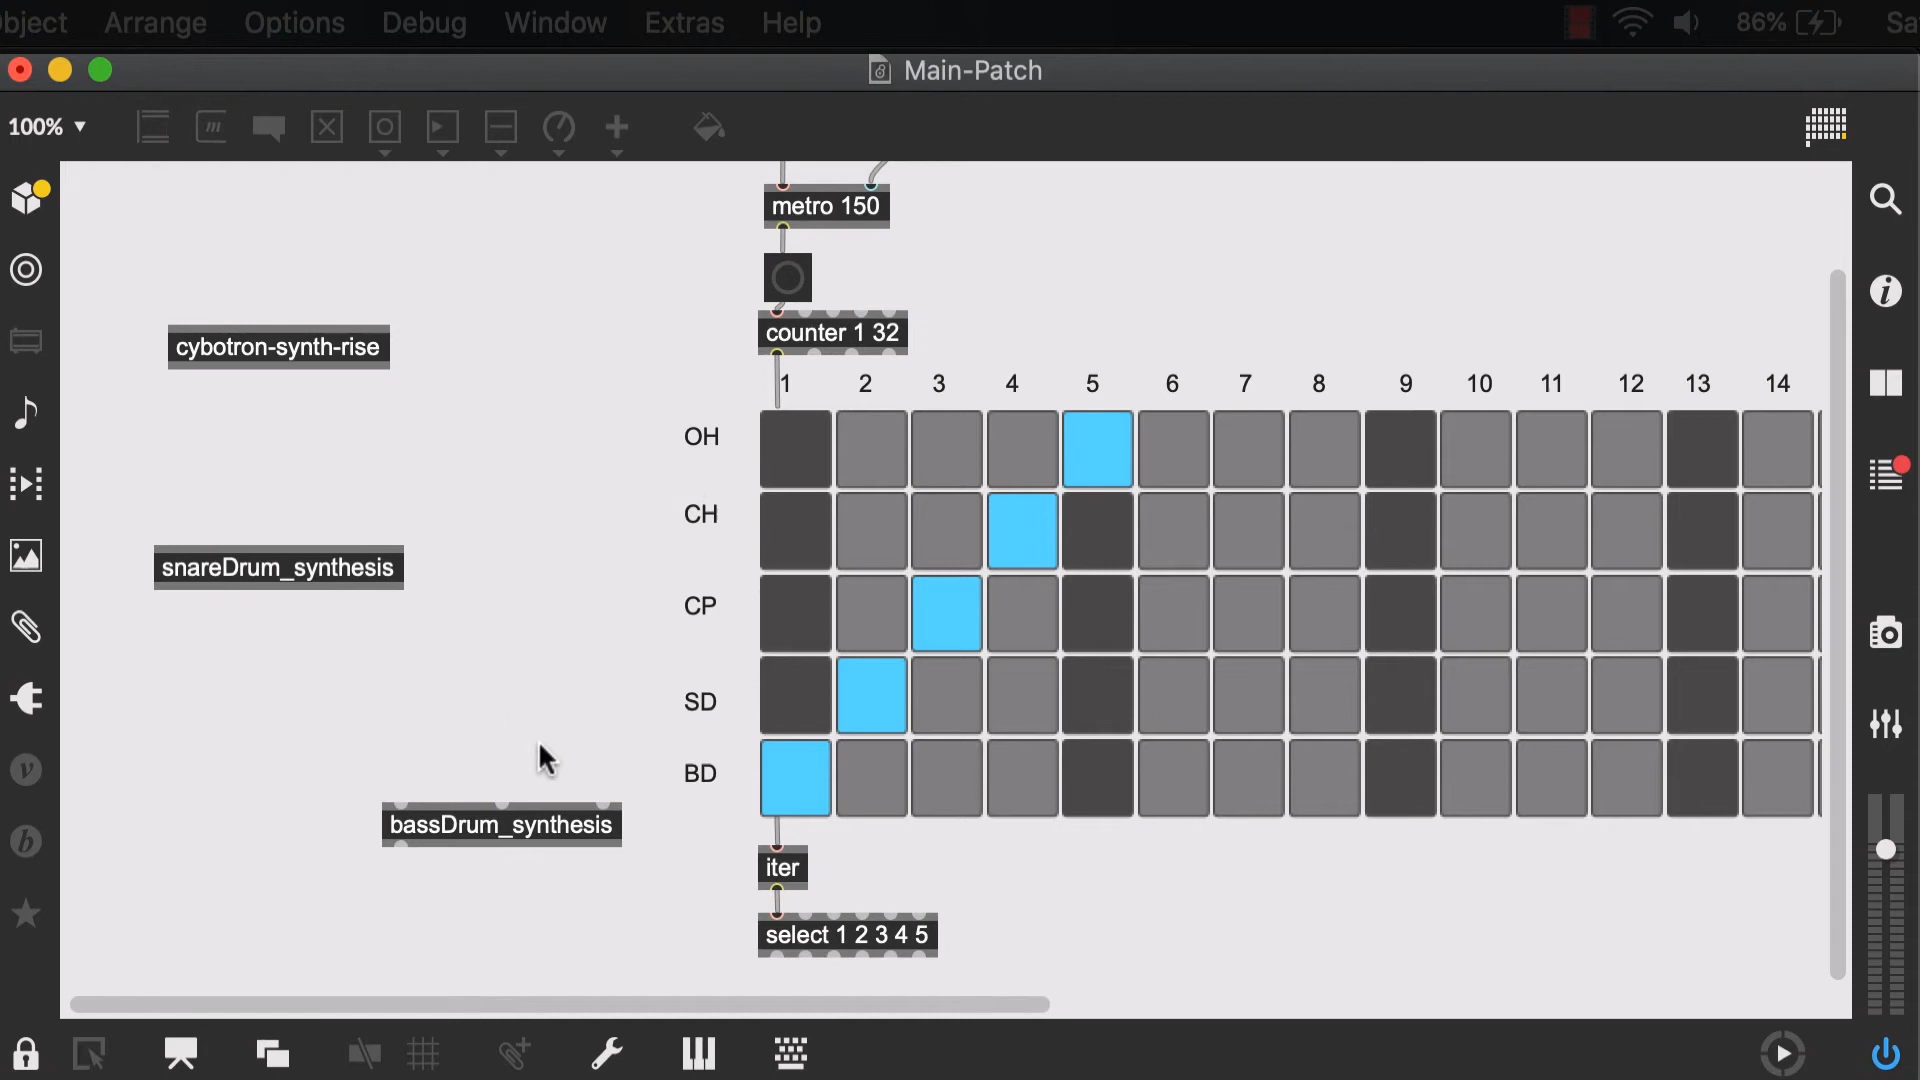 bject Arrange Options Debug Window Extras Help 86% Sa
Main-Patch
100%
metro 150
cybotron-synth-rise
counter 1 32
1 2 3 4 5 6 7 8 9 10 11 12 13 14
OH
CH
snareDrum_synthesis
CP
SD
BD
bassDrum_synthesis
iter
select 1 2 3 4 5